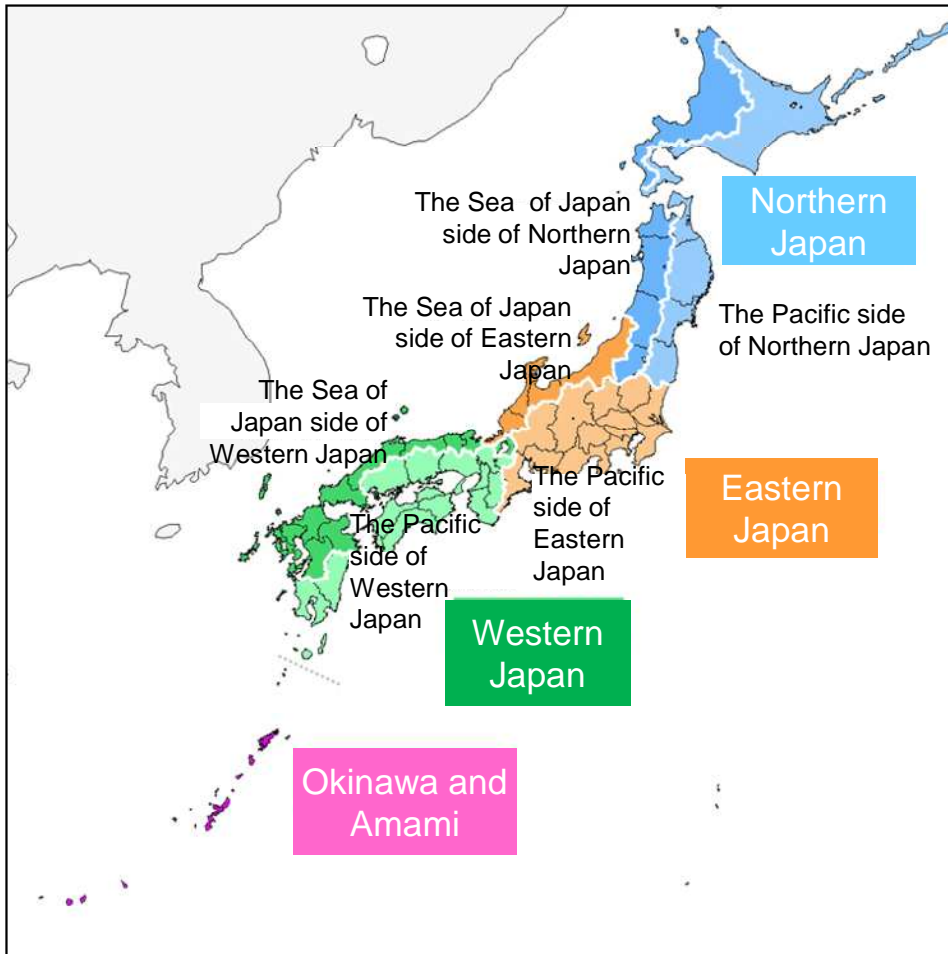 The Sea of Japan
side of Northern
Japan
Northern
Japan
The Sea of Japan
side of Eastern
Japan
The Pacific side
of Northern Japan
The Sea of
Japan side of
Western Japan
The Pacific
side of
Eastern
Japan
Eastern
Japan
The Pacific
side of
Western
Japan
Western
Japan
Okinawa and
Amami